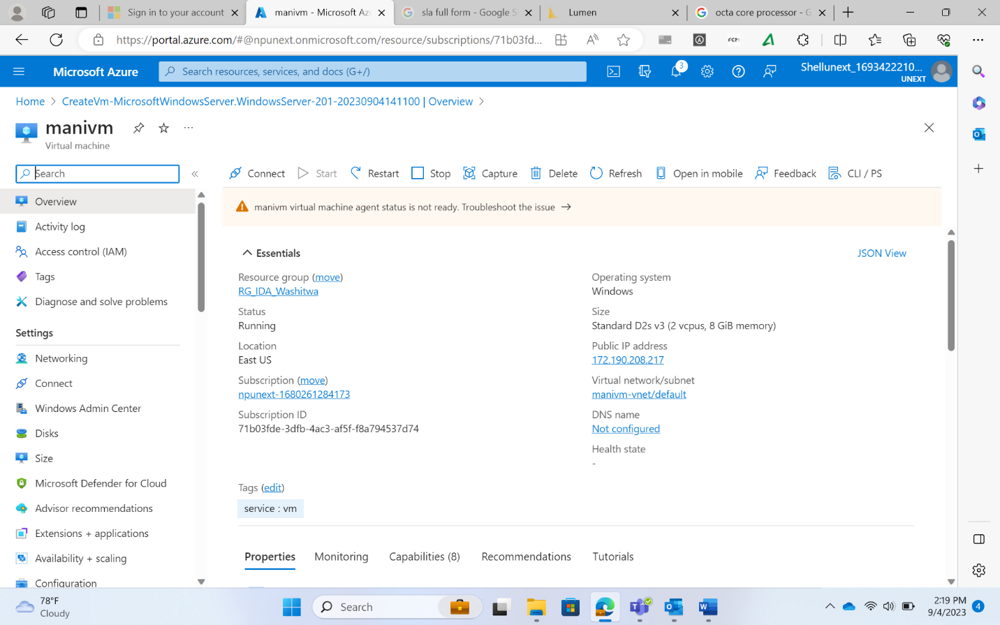 Sign in to your account
manivm - Microsoft Az
sla full form - Google S
Lumen
octa core processor - G
https://portal.azure.com/#@npunext.onmicrosoft.com/resource/subscriptions/71b03fd...
Microsoft Azure
Search resources, services, and docs (G+/)
3
Shellunext_1693422210...
UNEXT
Home > CreateVm-MicrosoftWindowsServer.WindowsServer-201-20230904141100 | Overview >
manivm
Virtual machine
Search
Connect
Start
Restart
Stop
Capture
Delete
Refresh
Open in mobile
Feedback
CLI / PS
manivm virtual machine agent status is not ready. Troubleshoot the issue →
Overview
Activity log
Access control (IAM)
Tags
Diagnose and solve problems
Settings
Networking
Connect
Windows Admin Center
Disks
Size
Microsoft Defender for Cloud
Advisor recommendations
Extensions + applications
Availability + scaling
Configuration
Essentials
JSON View
Resource group (move)
RG_IDA_Washitwa
Status
Running
Location
East US
Subscription (move)
npunext-1680261284173
Subscription ID
71b03fde-3dfb-4ac3-af5f-f8a794537d74
Operating system
Windows
Size
Standard D2s v3 (2 vcpus, 8 GiB memory)
Public IP address
172.190.208.217
Virtual network/subnet
manivm-vnet/default
DNS name
Not configured
Health state
-
Tags (edit)
service : vm
Properties
Monitoring
Capabilities (8)
Recommendations
Tutorials
78°F
Cloudy
Search
2:19 PM
9/4/2023
4